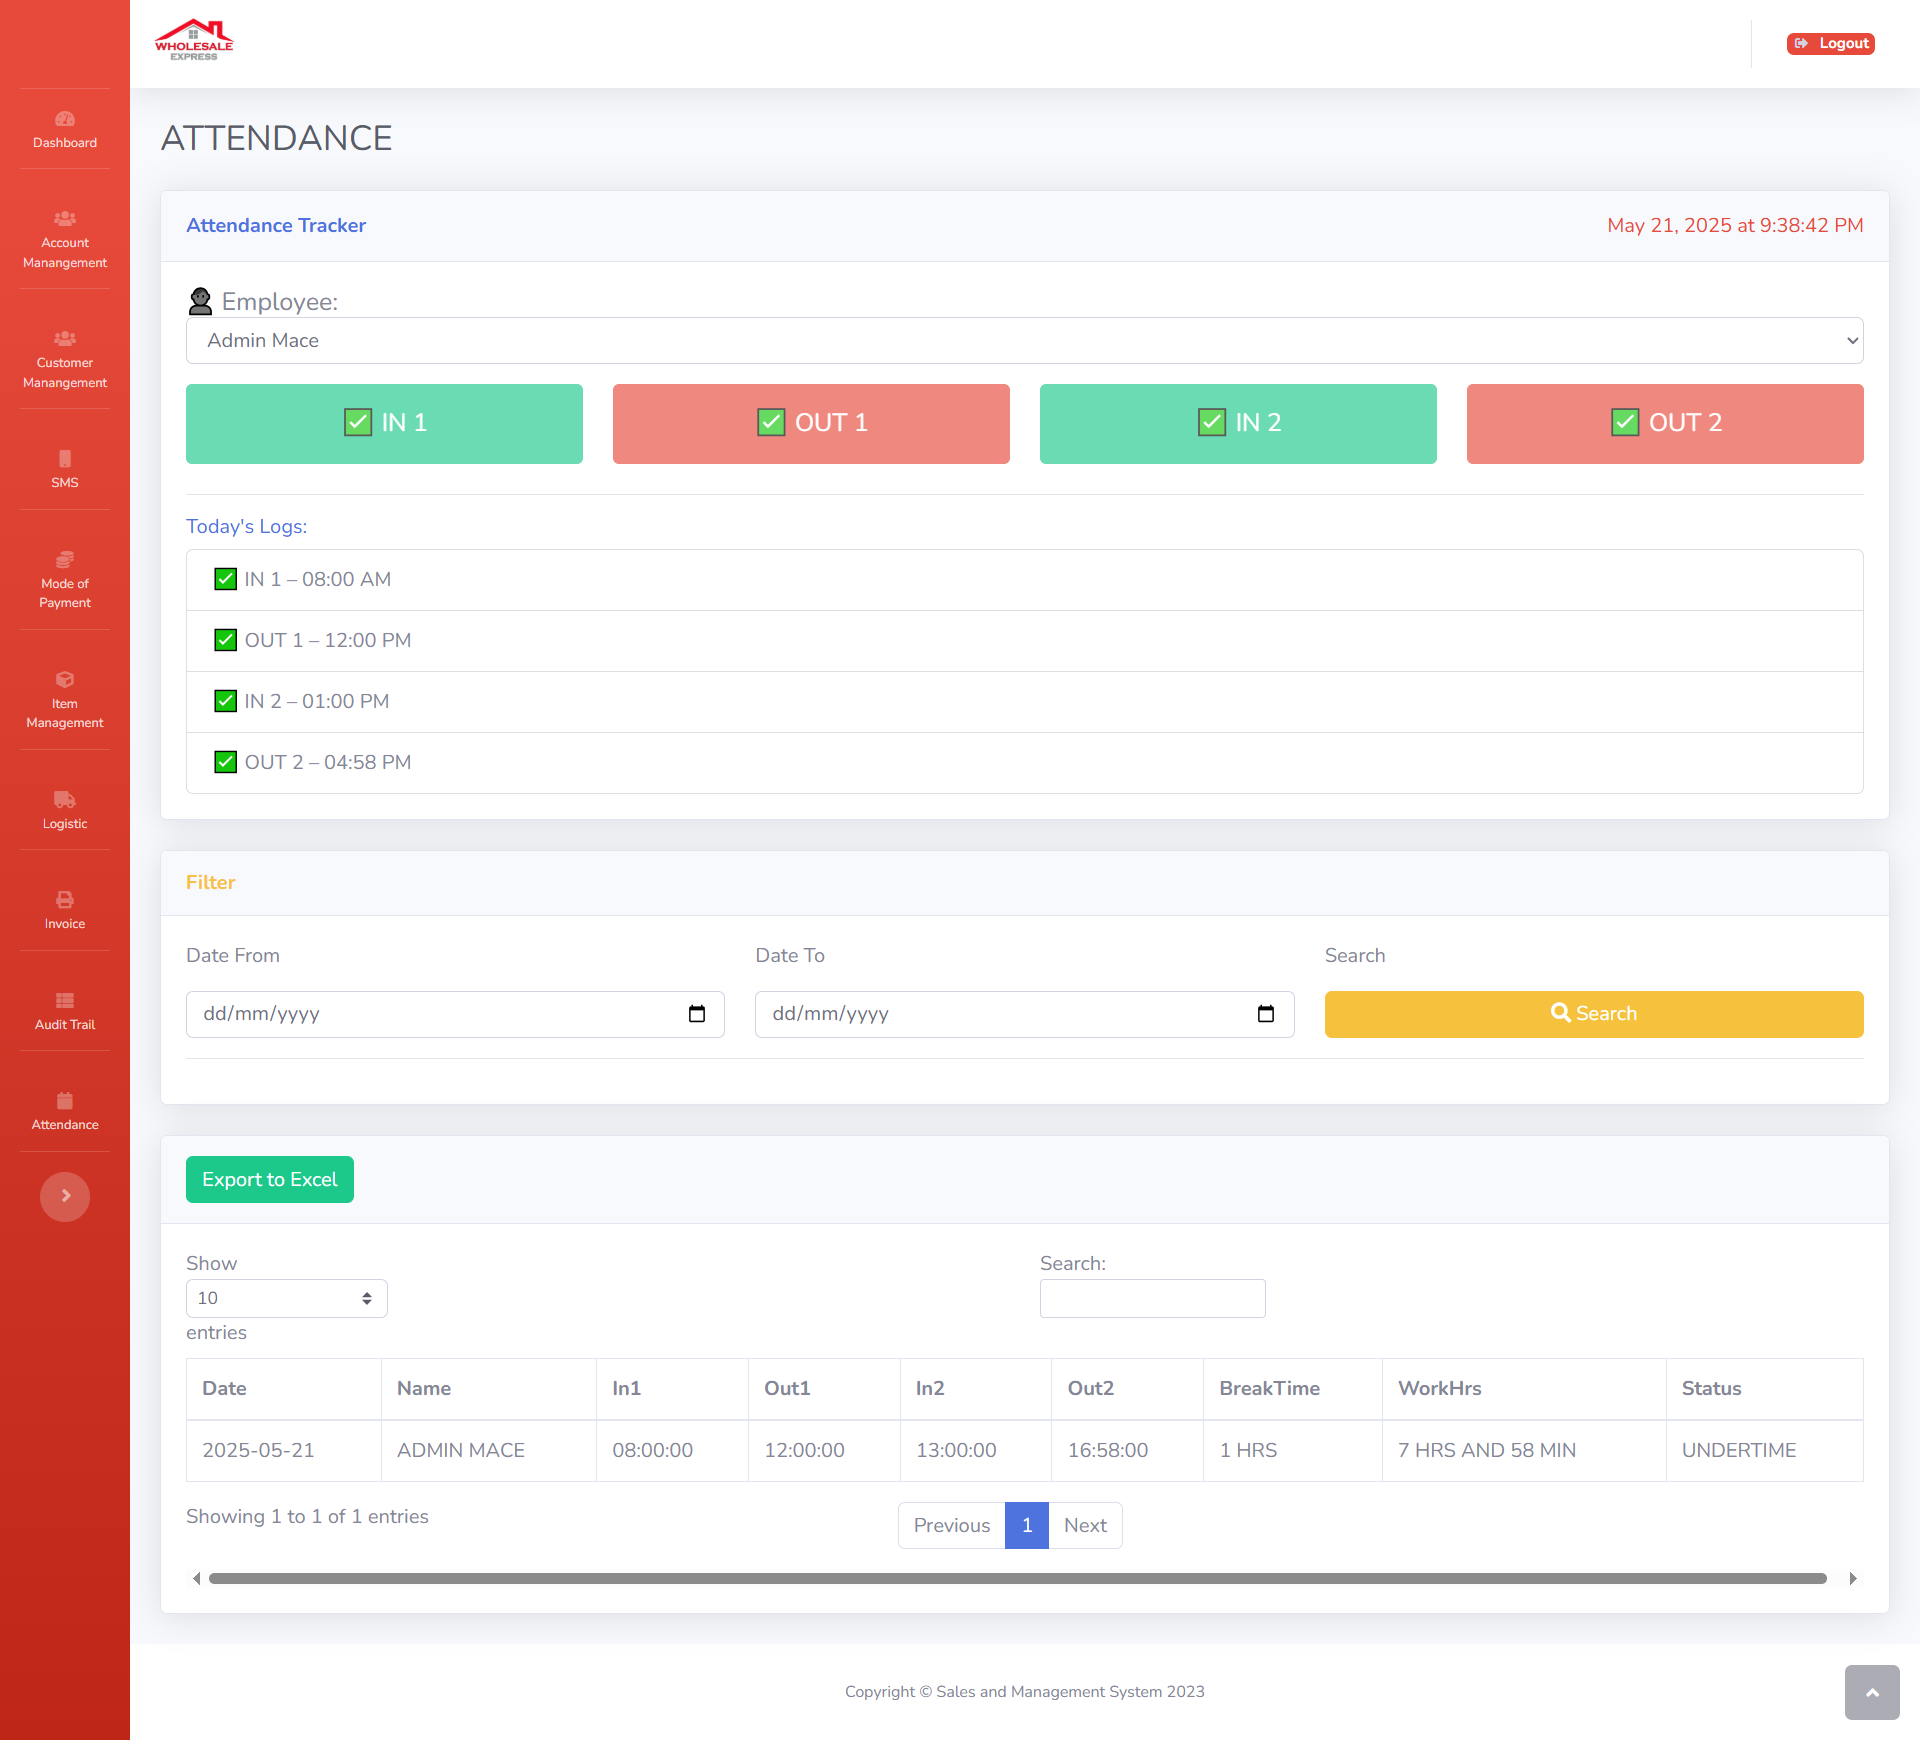 WHOLESALE
EXPRESS
Logout
Dashboard
Account
Manangement
Customer
Manangement
SMS
Mode of
Payment
Item
Management
Logistic
Invoice
Audit Trail
Attendance
ATTENDANCE
Attendance Tracker
May 21, 2025 at 9:38:42 PM
Employee:
Admin Mace
IN 1
OUT 1
IN 2
OUT 2
Today's Logs:
IN 1 – 08:00 AM
OUT 1 – 12:00 PM
IN 2 – 01:00 PM
OUT 2 – 04:58 PM
Filter
Date From
Date To
Search
dd/mm/yyyy
dd/mm/yyyy
Search
Export to Excel
Show
10
entries
Search:
Date Name In1 Out1 In2 Out2 BreakTime WorkHrs Status
2025-05-21 ADMIN MACE 08:00:00 12:00:00 13:00:00 16:58:00 1 HRS 7 HRS AND 58 MIN UNDERTIME
Showing 1 to 1 of 1 entries
Previous 1 Next
Copyright © Sales and Management System 2023